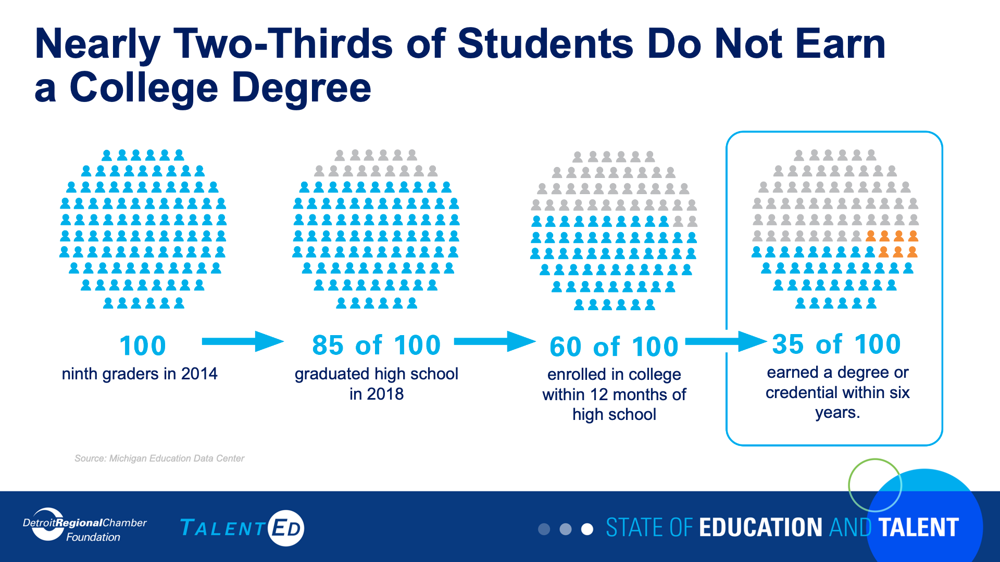 Nearly Two-Thirds of Students Do Not Earn
a College Degree
100
ninth graders in 2014
85 of 100
graduated high school
in 2018
60 of 100
enrolled in college
within 12 months of
high school
35 of 100
earned a degree or
credential within six
years.
Source: Michigan Education Data Center
DetroitRegionalChamber
Foundation
TALENTED
STATE OF EDUCATION AND TALENT